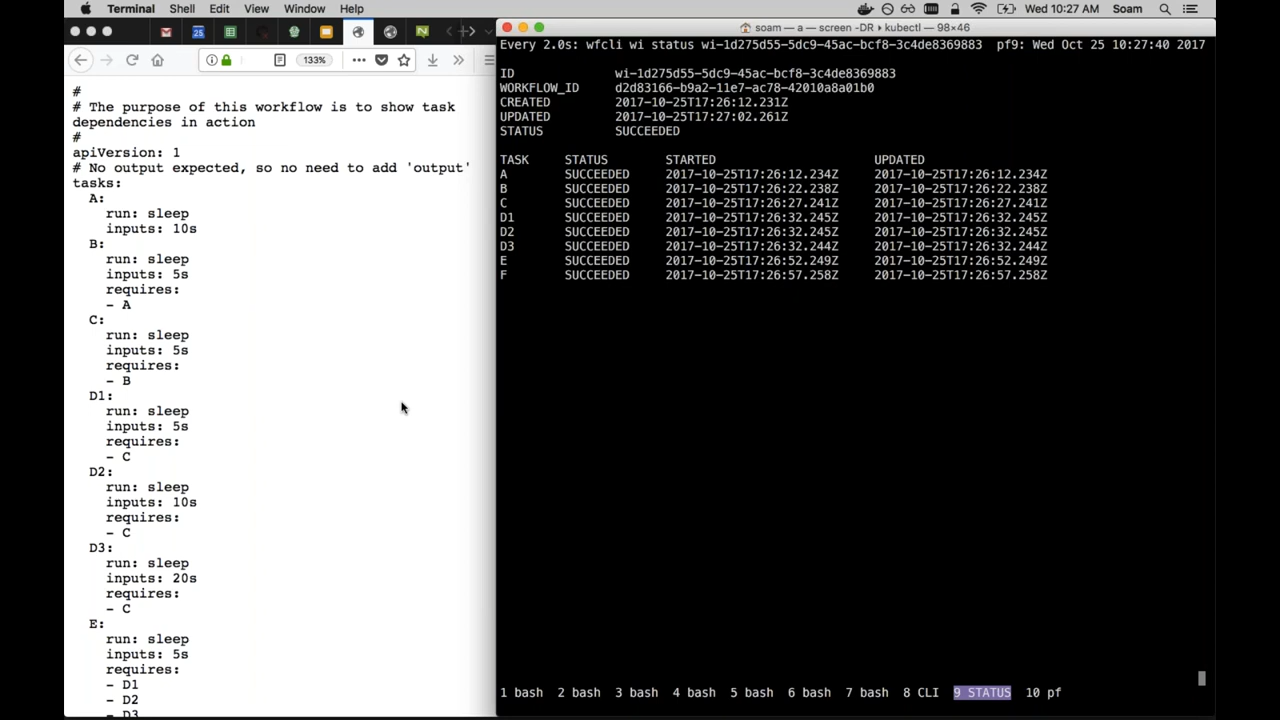 Terminal Shell Edit View Window Help Wed Oct 25 10:27 AM Soam
25 133%
soam — a — screen -DR ▸ kubectl — 98×46
#
# The purpose of this workflow is to show task
dependencies in action
#
apiVersion: 1
# No output expected, so no need to add 'output'
tasks:
A:
run: sleep
inputs: 10s
B:
run: sleep
inputs: 5s
requires:
- A
C:
run: sleep
inputs: 5s
requires:
- B
D1:
run: sleep
inputs: 5s
requires:
- C
D2:
run: sleep
inputs: 10s
requires:
- C
D3:
run: sleep
inputs: 20s
requires:
- C
E:
run: sleep
inputs: 5s
requires:
- D1
- D2
- D3
Every 2.0s: wfcli wi status wi-1d275d55-5dc9-45ac-bcf8-3c4de8369883 pf9: Wed Oct 25 10:27:40 2017
ID wi-1d275d55-5dc9-45ac-bcf8-3c4de8369883
WORKFLOW_ID d2d83166-b9a2-11e7-ac78-42010a8a01b0
CREATED 2017-10-25T17:26:12.231Z
UPDATED 2017-10-25T17:27:02.261Z
STATUS SUCCEEDED
TASK STATUS STARTED UPDATED
A SUCCEEDED 2017-10-25T17:26:12.234Z 2017-10-25T17:26:12.234Z
B SUCCEEDED 2017-10-25T17:26:22.238Z 2017-10-25T17:26:22.238Z
C SUCCEEDED 2017-10-25T17:26:27.241Z 2017-10-25T17:26:27.241Z
D1 SUCCEEDED 2017-10-25T17:26:32.245Z 2017-10-25T17:26:32.245Z
D2 SUCCEEDED 2017-10-25T17:26:32.245Z 2017-10-25T17:26:32.245Z
D3 SUCCEEDED 2017-10-25T17:26:32.244Z 2017-10-25T17:26:32.244Z
E SUCCEEDED 2017-10-25T17:26:52.249Z 2017-10-25T17:26:52.249Z
F SUCCEEDED 2017-10-25T17:26:57.258Z 2017-10-25T17:26:57.258Z
1 bash 2 bash 3 bash 4 bash 5 bash 6 bash 7 bash 8 CLI 9 STATUS 10 pf